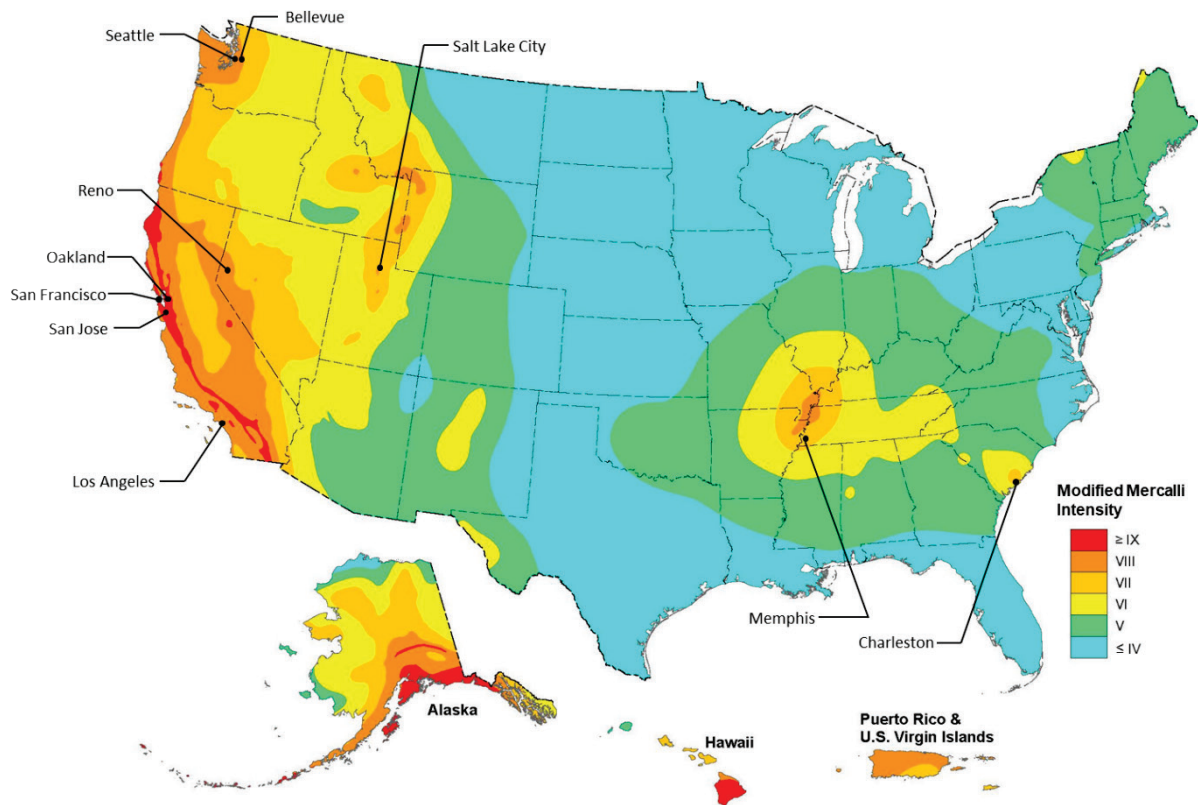 Bellevue
Seattle
Salt Lake City
Reno
Oakland
San Francisco
San Jose
Los Angeles
Memphis
Charleston
Modified Mercalli
Intensity
≥ IX
VIII
VII
VI
V
≤ IV
Alaska
Hawaii
Puerto Rico &
U.S. Virgin Islands